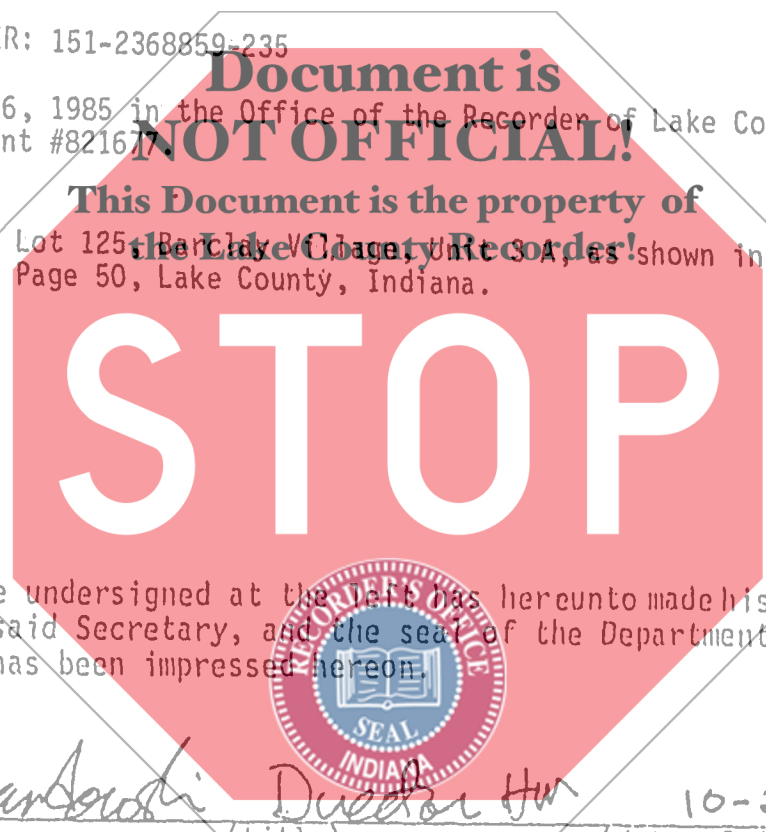 R: 151-2368859-235
Document is
6, 1985 in the Office of the Recorder of Lake Co
nt #821677.
NOT OFFICIAL!
This Document is the property of
the Lake County Recorder!
Lot 125, Barclay Village, Unit 3 A, as shown in
Page 50, Lake County, Indiana.
STOP
e undersigned at the left has hereunto made his
said Secretary, and the seal of the Department
has been impressed hereon.
RECORDER'S OFFICE
SEAL
INDIANA
Director
10-